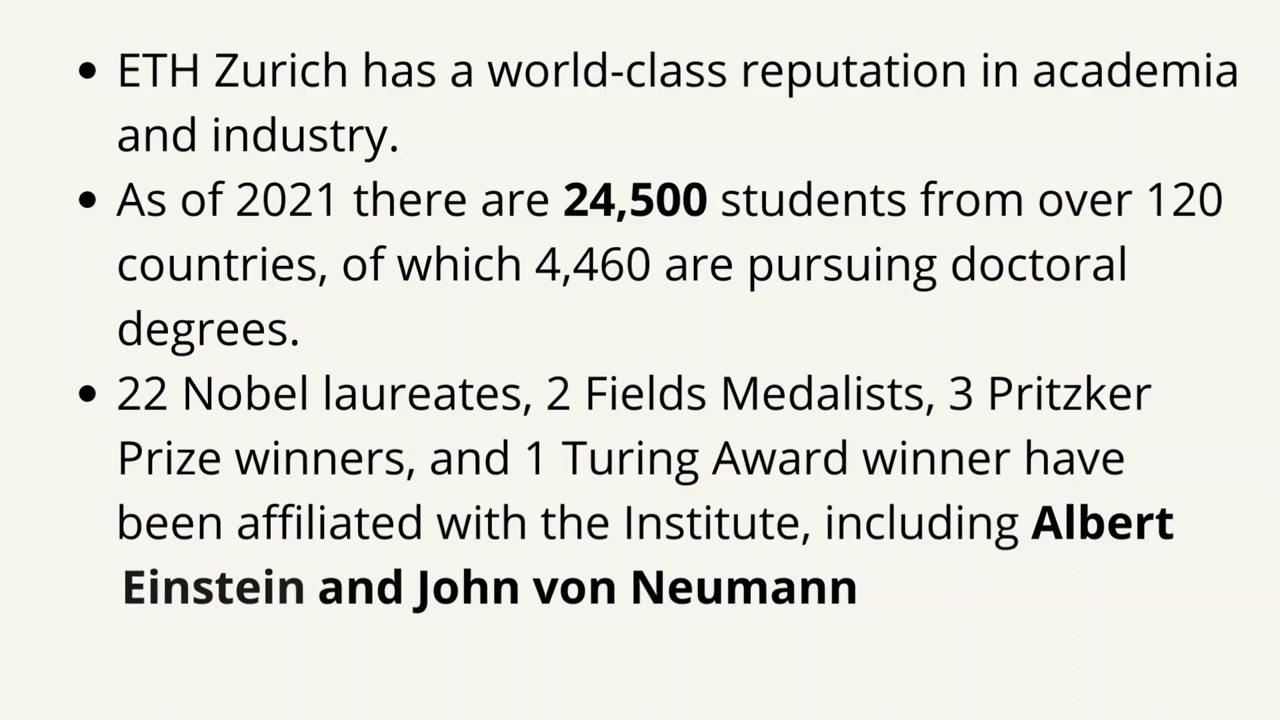 • ETH Zurich has a world-class reputation in academia
and industry.
• As of 2021 there are 24,500 students from over 120
countries, of which 4,460 are pursuing doctoral
degrees.
• 22 Nobel laureates, 2 Fields Medalists, 3 Pritzker
Prize winners, and 1 Turing Award winner have
been affiliated with the Institute, including Albert
Einstein and John von Neumann